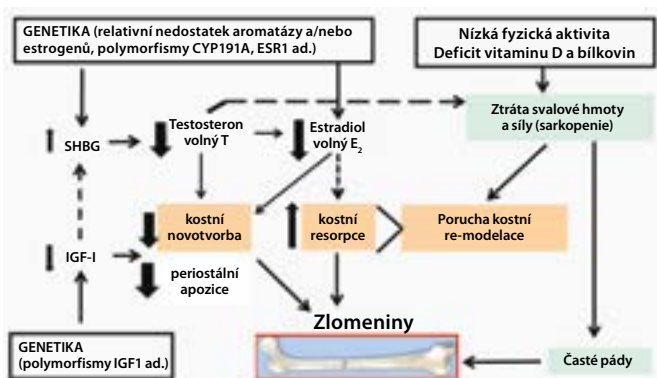 GENETIKA (relativní nedostatek aromatázy a/nebo
estrogenů, polymorfismy CYP191A, ESR1 ad.)
Nízká fyzická aktivita
Deficit vitaminu D a bílkovin
SHBG
Testosteron
volný T
Estradiol
volný E₂
Ztráta svalové hmoty
a síly (sarkopenie)
kostní
novotvorba
kostní
resorpce
Porucha kostní
re-modelace
IGF-I
periostální
apozice
Zlomeniny
GENETIKA
(polymorfismy IGF1 ad.)
Časté pády